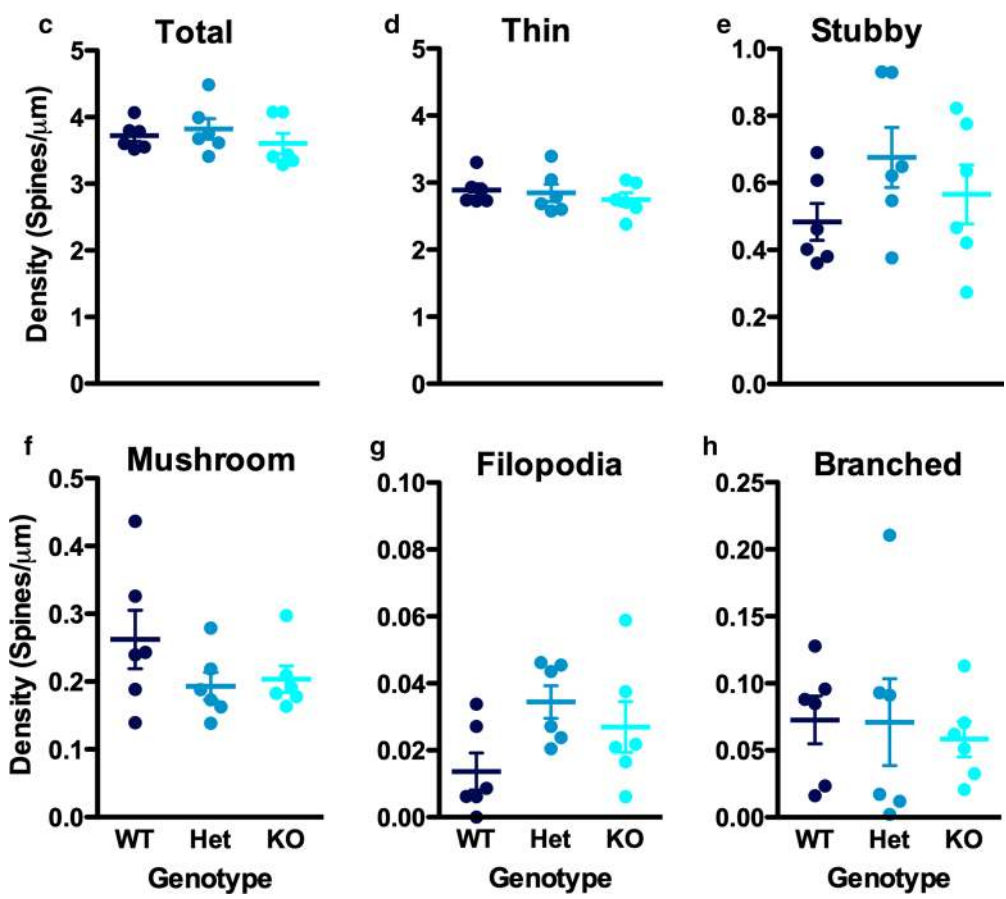 c Total
d Thin
e Stubby
Density (Spines/μm)
5
4
3
2
1
0
5
4
3
2
1
0
1.0
0.8
0.6
0.4
0.2
0.0
f Mushroom
g Filopodia
h Branched
Density (Spines/μm)
0.5
0.4
0.3
0.2
0.1
0.0
0.10
0.08
0.06
0.04
0.02
0.00
0.25
0.20
0.15
0.10
0.05
0.00
WT Het KO
WT Het KO
WT Het KO
Genotype
Genotype
Genotype